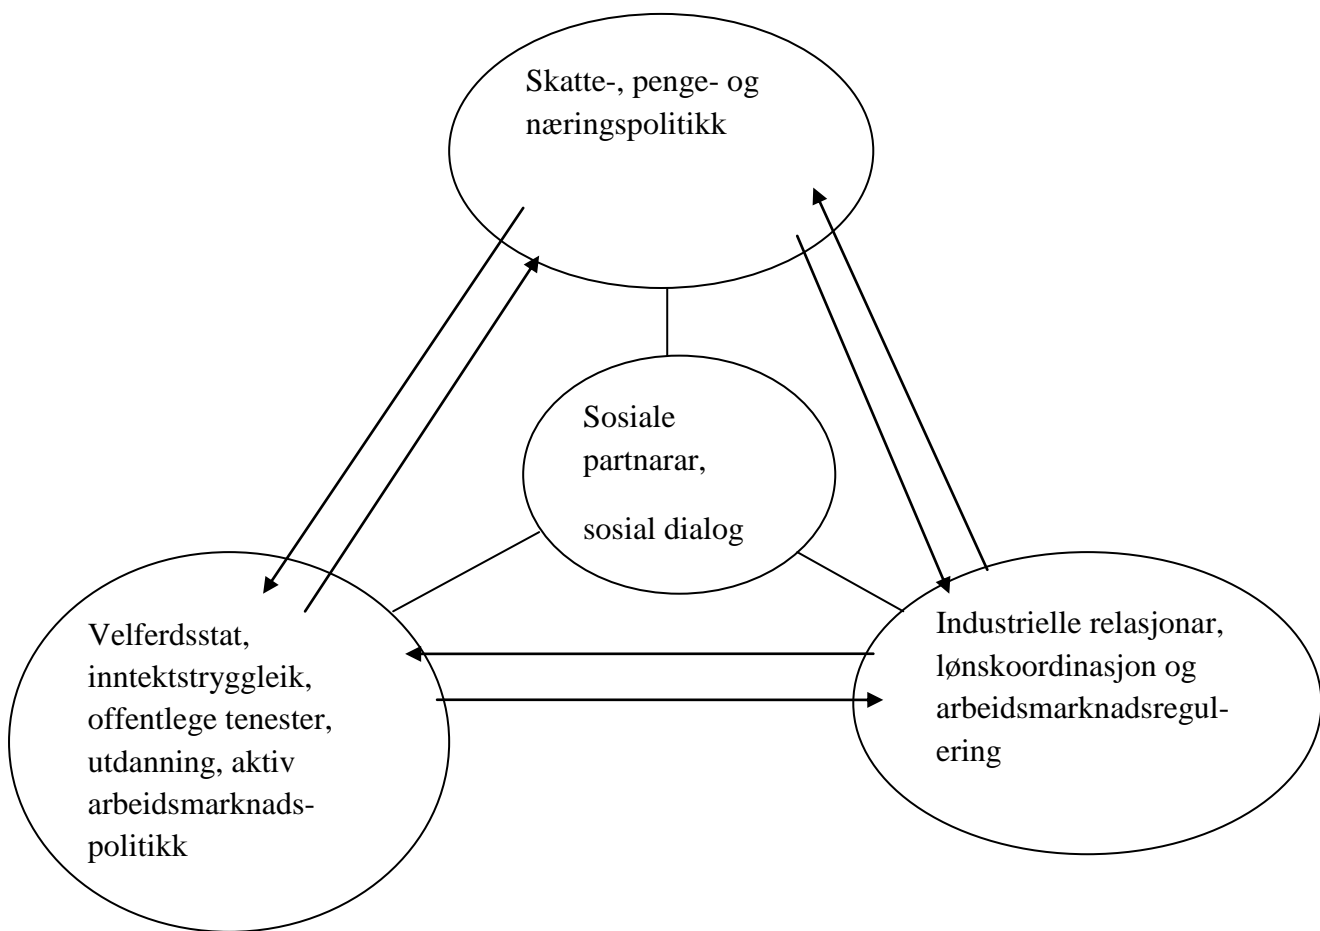 Skatte-, penge- og
næringspolitikk
Sosiale
partnarar,
sosial dialog
Velferdsstat,
inntektstryggleik,
offentlege tenester,
utdanning, aktiv
arbeidsmarknads-
politikk
Industrielle relasjonar,
lønskoordinasjon og
arbeidsmarknadsregul-
ering